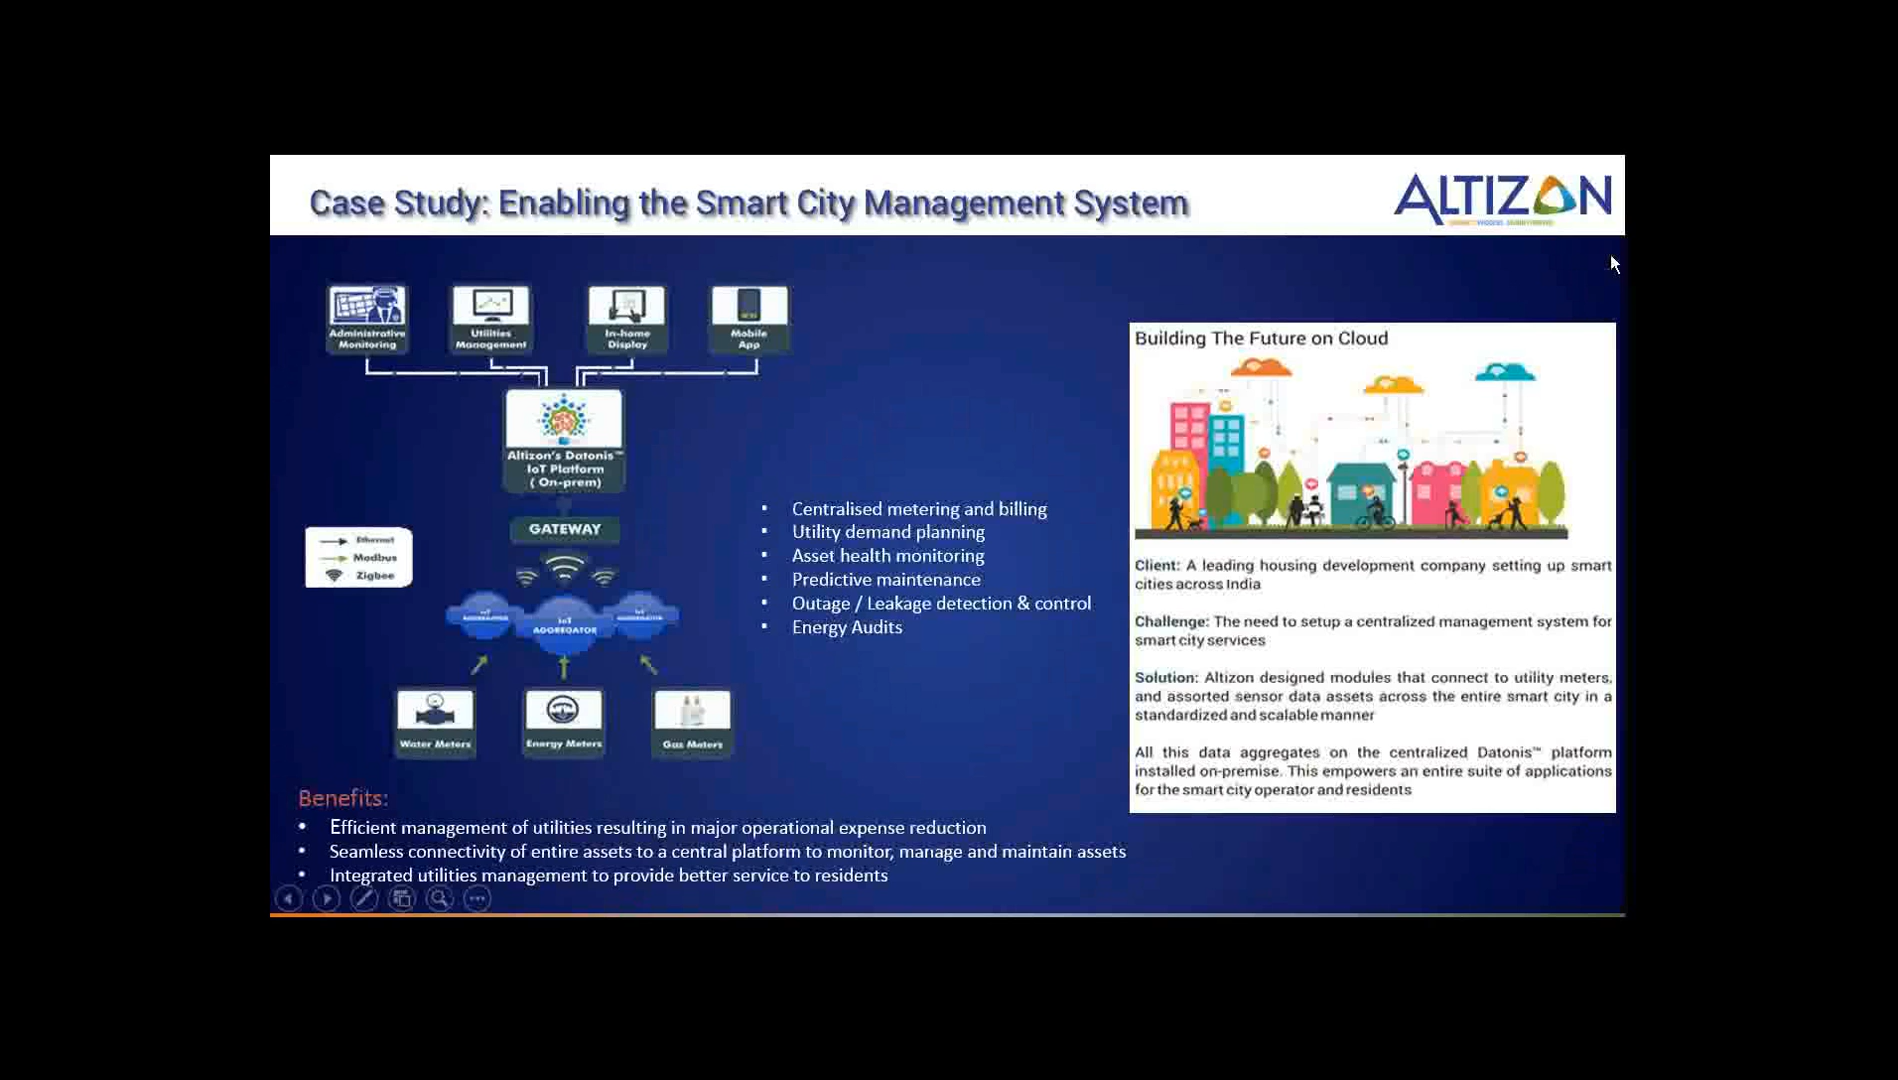 Case Study: Enabling the Smart City Management System
ALTIZON
Administrative
Monitoring
Utilities
Management
In-home
Display
Mobile
App
Altizon's Datonis™
IoT Platform
( On-prem)
GATEWAY
Ethernet
Modbus
Zigbee
IoT
AGGREGATOR
Water Meters
Energy Meters
Gas Meters
• Centralised metering and billing
• Utility demand planning
• Asset health monitoring
• Predictive maintenance
• Outage / Leakage detection & control
• Energy Audits
Building The Future on Cloud
Client: A leading housing development company setting up smart
cities across India
Challenge: The need to setup a centralized management system for
smart city services
Solution: Altizon designed modules that connect to utility meters,
and assorted sensor data assets across the entire smart city in a
standardized and scalable manner
All this data aggregates on the centralized Datonis™ platform
installed on-premise. This empowers an entire suite of applications
for the smart city operator and residents
Benefits:
• Efficient management of utilities resulting in major operational expense reduction
• Seamless connectivity of entire assets to a central platform to monitor, manage and maintain assets
• Integrated utilities management to provide better service to residents